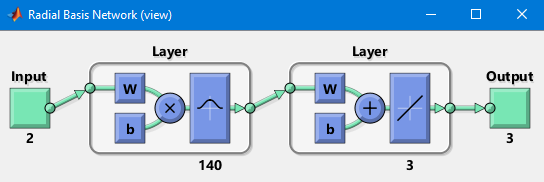 Radial Basis Network (view)
Layer Layer
Input Output
W W
b b
2 3
140 3